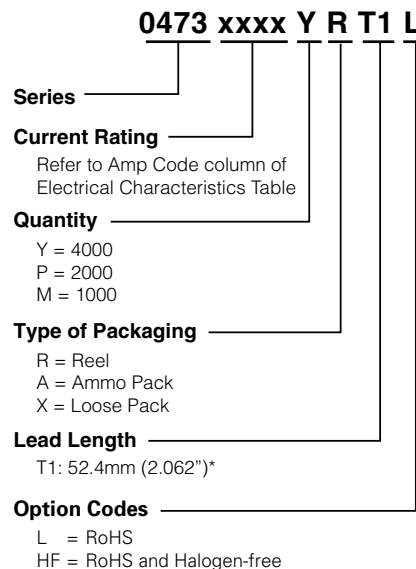 0473 xxxx Y R T1 L
Series
Current Rating
Refer to Amp Code column of
Electrical Characteristics Table
Quantity
Y = 4000
P = 2000
M = 1000
Type of Packaging
R = Reel
A = Ammo Pack
X = Loose Pack
Lead Length
T1: 52.4mm (2.062”)*
Option Codes
L = RoHS
HF = RoHS and Halogen-free